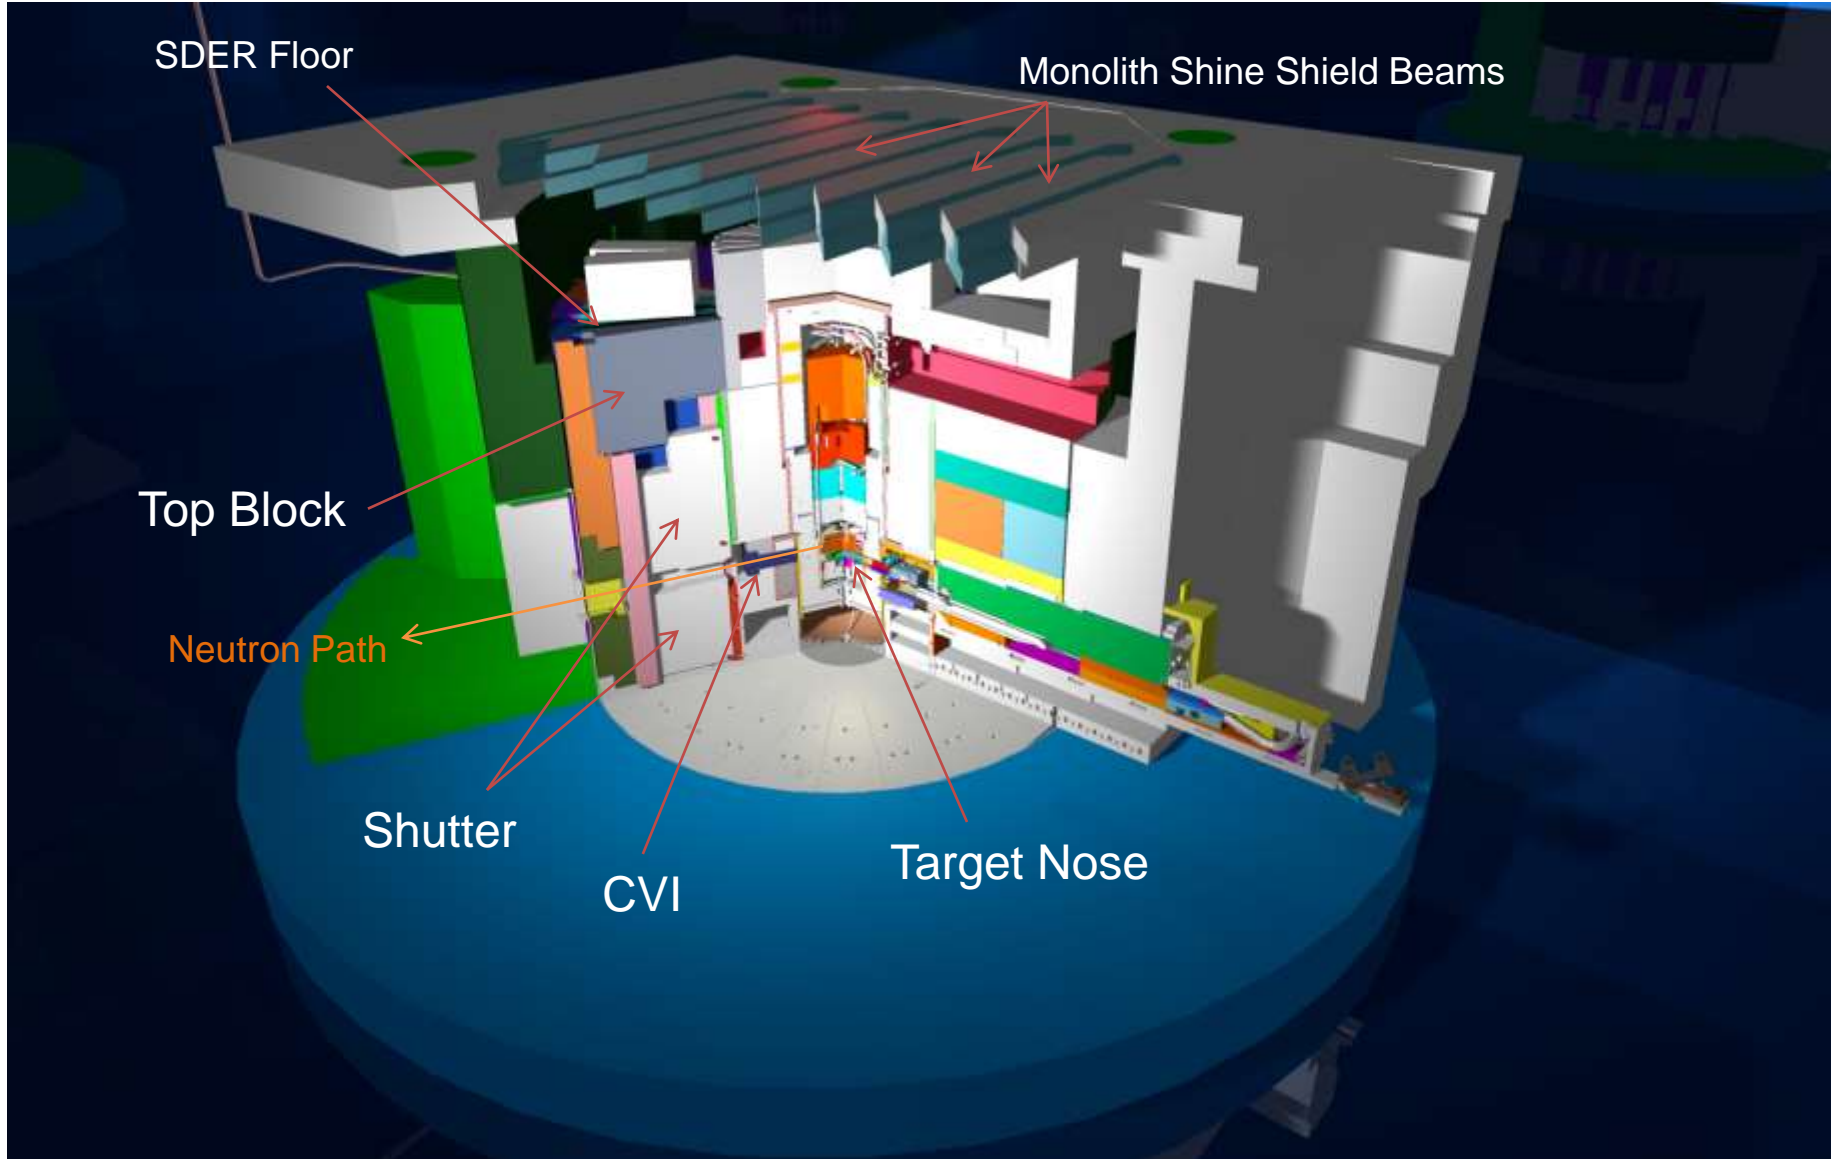 SDER Floor
Monolith Shine Shield Beams
Top Block
Neutron Path
Shutter
CVI
Target Nose